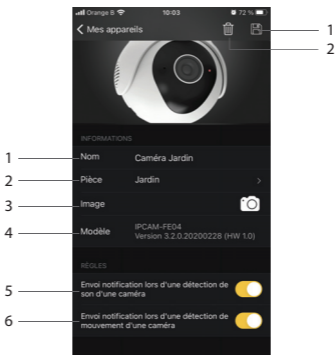 Orange B 10:03 72 %
Mes appareils
1
2
INFORMATIONS
1 Nom Caméra Jardin
2 Pièce Jardin
3 Image
4 Modèle IPCAM-FE04
Version 3.2.0.20200228 (HW 1.0)
RÈGLES
5 Envoi notification lors d'une détection de
son d'une caméra
6 Envoi notification lors d'une détection de
mouvement d'une caméra